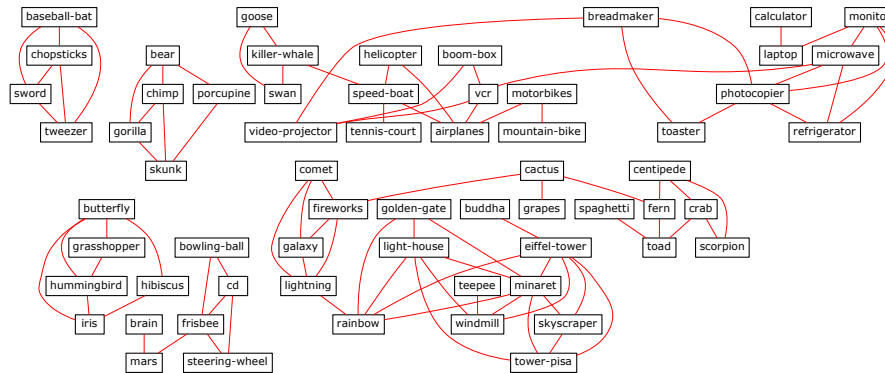 baseball-bat
goose
breadmaker
calculator
monito
chopsticks
bear
killer-whale
helicopter
boom-box
laptop
microwave
sword
chimp
porcupine
swan
speed-boat
vcr
motorbikes
photocopier
tweezer
gorilla
video-projector
tennis-court
airplanes
mountain-bike
toaster
refrigerator
skunk
comet
cactus
centipede
butterfly
fireworks
golden-gate
buddha
grapes
spaghetti
fern
crab
grasshopper
bowling-ball
galaxy
light-house
eiffel-tower
toad
scorpion
hummingbird
hibiscus
cd
lightning
teepee
minaret
iris
brain
frisbee
rainbow
windmill
skyscraper
mars
steering-wheel
tower-pisa